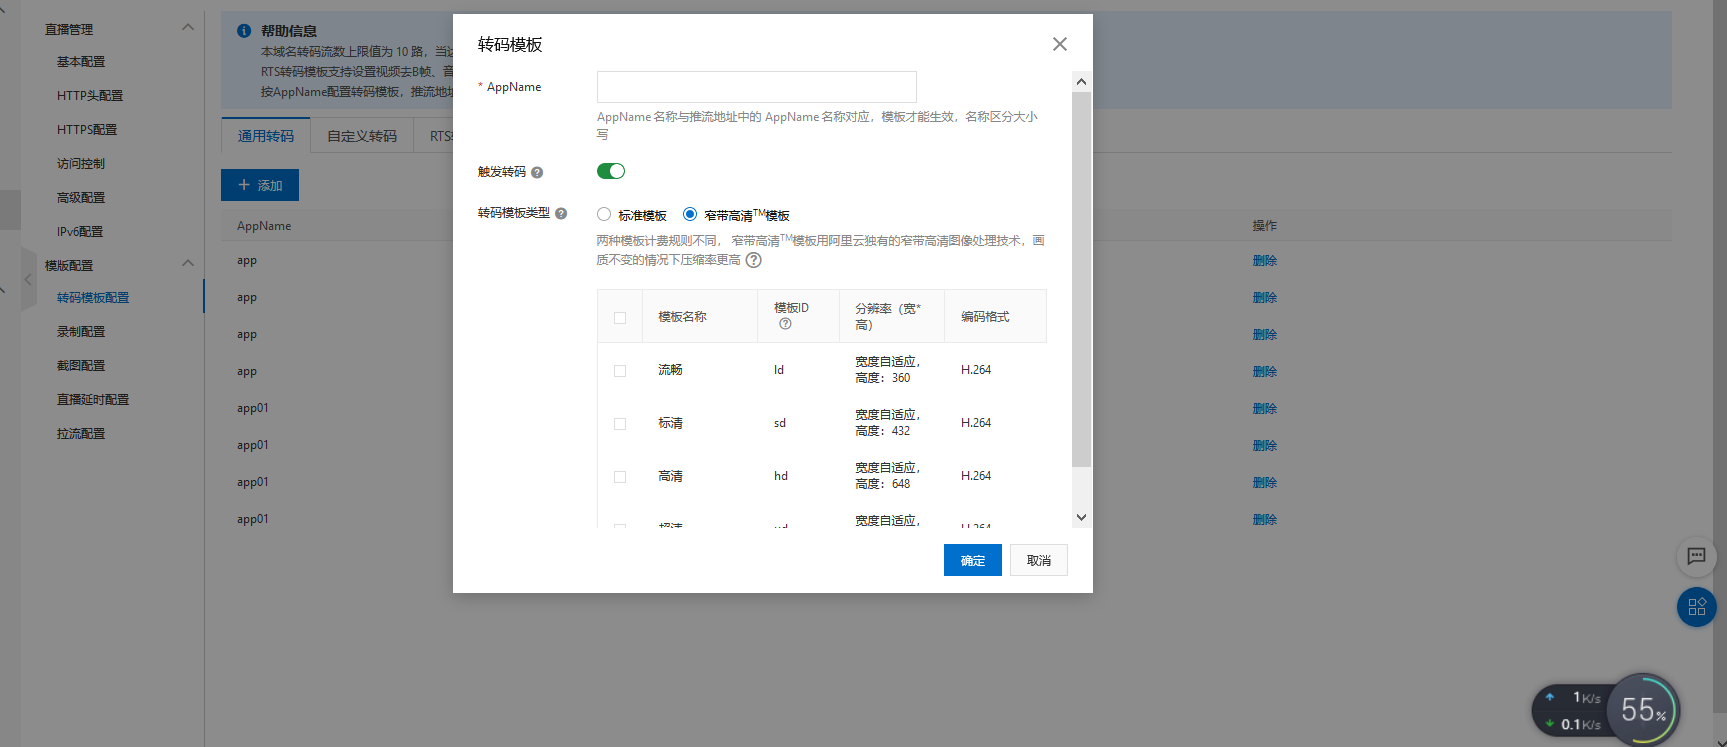 直播管理
基本配置
HTTP头配置
HTTPS配置
访问控制
高级配置
IPv6配置
模版配置
转码模板配置
录制配置
截图配置
直播延时配置
拉流配置
帮助信息
本域名转码流数上限值为 10 路，当
RTS转码模板支持设置视频去B帧、音
按AppName配置转码模板，推流地
通用转码
自定义转码
RTS
添加
AppName
操作
app
删除
app
删除
app
删除
app
删除
app01
删除
app01
删除
app01
删除
app01
删除
转码模板
* AppName
AppName 名称与推流地址中的 AppName 名称对应，模板才能生效，名称区分大小
写
触发转码
转码模板类型
标准模板
窄带高清TM模板
两种模板计费规则不同， 窄带高清TM模板用阿里云独有的窄带高清图像处理技术，画
质不变的情况下压缩率更高
模板名称
模板ID
分辨率（宽*
高）
编码格式
流畅
ld
宽度自适应，
高度：360
H.264
标清
sd
宽度自适应，
高度：432
H.264
高清
hd
宽度自适应，
高度：648
H.264
超清
ud
宽度自适应，
H.264
确定
取消
1K/s
0.1K/s
55%